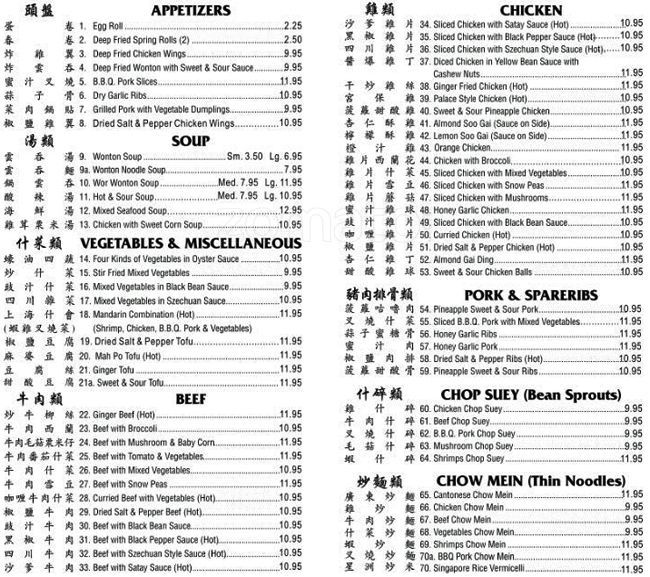 頭盤 APPETIZERS
蛋卷 1. Egg Roll 2.25
春卷 2. Deep Fried Spring Rolls (2) 2.50
炸雞翼 3. Deep Fried Chicken Wings 9.95
炸雲吞 4. Deep Fried Wonton with Sweet & Sour Sauce 9.95
蜜汁叉燒 5. B.B.Q. Pork Slices 11.95
蒜子骨 6. Dry Garlic Ribs 10.95
菜肉鍋貼 7. Grilled Pork with Vegetable Dumplings 9.95
椒鹽雞翼 8. Dried Salt & Pepper Chicken Wings 10.95
湯類 SOUP
雲吞湯 9. Wonton Soup Sm. 3.50 Lg. 6.95
雲吞麵 9a. Wonton Noodle Soup 7.95
鍋雲吞 10. Wor Wonton Soup Med. 7.95 Lg. 11.95
酸辣湯 11. Hot & Sour Soup Med. 7.95 Lg. 11.95
海鮮湯 12. Mixed Seafood Soup 12.95
雞茸粟米湯 13. Chicken with Sweet Corn Soup 10.95
什菜類 VEGETABLES & MISCELLANEOUS
蠔油四蔬 14. Four Kinds of Vegetables in Oyster Sauce 10.95
炒什菜 15. Stir Fried Mixed Vegetables 9.95
豉汁什菜 16. Mixed Vegetables in Black Bean Sauce 9.95
四川雜菜 17. Mixed Vegetables in Szechuan Sauce 10.95
上海什會 18. Mandarin Combination (Hot) 11.95
(蝦雞叉燒菜) (Shrimp, Chicken, B.B.Q. Pork & Vegetables)
椒鹽豆腐 19. Dried Salt & Pepper Tofu 11.95
麻婆豆腐 20. Mah Po Tofu (Hot) 11.95
豆腐絲 21. Ginger Tofu 11.95
甜酸豆腐 21a. Sweet & Sour Tofu 11.95
牛肉類 BEEF
炒牛柳絲 22. Ginger Beef (Hot) 11.95
牛肉西蘭 23. Beef with Broccoli 10.95
牛肉毛菇粟米仔 24. Beef with Mushroom & Baby Corn 11.95
牛肉番茄什菜 25. Beef with Tomato & Vegetables 11.95
牛肉什菜 26. Beef with Mixed Vegetables 10.95
牛肉雪豆 27. Beef with Snow Peas 11.95
咖喱牛肉什菜 28. Curried Beef with Vegetables (Hot) 10.95
椒鹽牛肉 29. Dried Salt & Pepper Beef (Hot) 11.95
豉汁牛肉 30. Beef with Black Bean Sauce 10.95
黑椒牛肉 31. Beef with Black Pepper Sauce (Hot) 11.95
四川牛肉 32. Beef with Szechuan Style Sauce (Hot) 10.95
沙爹牛肉 33. Beef with Satay Sauce (Hot) 10.95
雞類 CHICKEN
沙爹雞片 34. Sliced Chicken with Satay Sauce (Hot) 10.95
黑椒雞片 35. Sliced Chicken with Black Pepper Sauce (Hot) 10.95
四川雞片 36. Sliced Chicken with Szechuan Style Sauce (Hot) 10.95
醬爆雞丁 37. Diced Chicken in Yellow Bean Sauce with
Cashew Nuts 11.95
干炒雞絲 38. Ginger Fried Chicken (Hot) 11.95
宮保雞 39. Palace Style Chicken (Hot) 10.95
菠蘿甜酸雞 40. Sweet & Sour Pineapple Chicken 10.95
杏仁酥雞 41. Almond Soo Gai (Sauce on Side) 11.95
檸檬酥雞 42. Lemon Soo Gai (Sauce on Side) 11.95
橙汁雞 43. Orange Chicken 11.95
雞片西蘭花 44. Chicken with Broccoli 10.95
雞片什菜 45. Sliced Chicken with Mixed Vegetables 10.95
雞片雪豆 46. Sliced Chicken with Snow Peas 11.95
雞片蘑菇 47. Sliced Chicken with Mushrooms 11.95
蜜汁雞球 48. Honey Garlic Chicken 11.95
豉汁雞片 49. Sliced Chicken with Black Bean Sauce 10.95
咖喱雞片 50. Curried Chicken (Hot) 10.95
椒鹽雞片 51. Dried Salt & Pepper Chicken (Hot) 11.95
杏仁雞丁 52. Almond Gai Ding 11.95
甜酸雞球 53. Sweet & Sour Chicken Balls 10.95
豬肉排骨類 PORK & SPARERIBS
菠蘿咕嚕肉 54. Pineapple Sweet & Sour Pork 10.95
叉燒什菜 55. Sliced B.B.Q. Pork with Mixed Vegetables 11.95
蒜子蜜糖骨 56. Honey Garlic Ribs 11.95
蜜汁肉 57. Honey Garlic Pork 11.95
椒鹽肉排 58. Dried Salt & Pepper Ribs (Hot) 11.95
菠蘿甜酸骨 59. Pineapple Sweet & Sour Ribs 10.95
什碎類 CHOP SUEY (Bean Sprouts)
雞什碎 60. Chicken Chop Suey 9.95
牛肉什碎 61. Beef Chop Suey 9.95
叉燒什碎 62. B.B.Q. Pork Chop Suey 9.95
毛菇什碎 63. Mushroom Chop Suey 9.95
蝦什碎 64. Shrimps Chop Suey 9.95
炒麵類 CHOW MEIN (Thin Noodles)
廣東炒麵 65. Cantonese Chow Mein 11.95
雞炒麵 66. Chicken Chow Mein 9.95
牛肉炒麵 67. Beef Chow Mein 9.95
什菜炒麵 68. Vegetables Chow Mein 9.95
蝦炒麵 69. Shrimps Chow Mein 11.95
叉燒炒麵 70a. BBQ Pork Chow Mein 11.95
星洲炒米 70. Singapore Rice Vermicelli 11.95